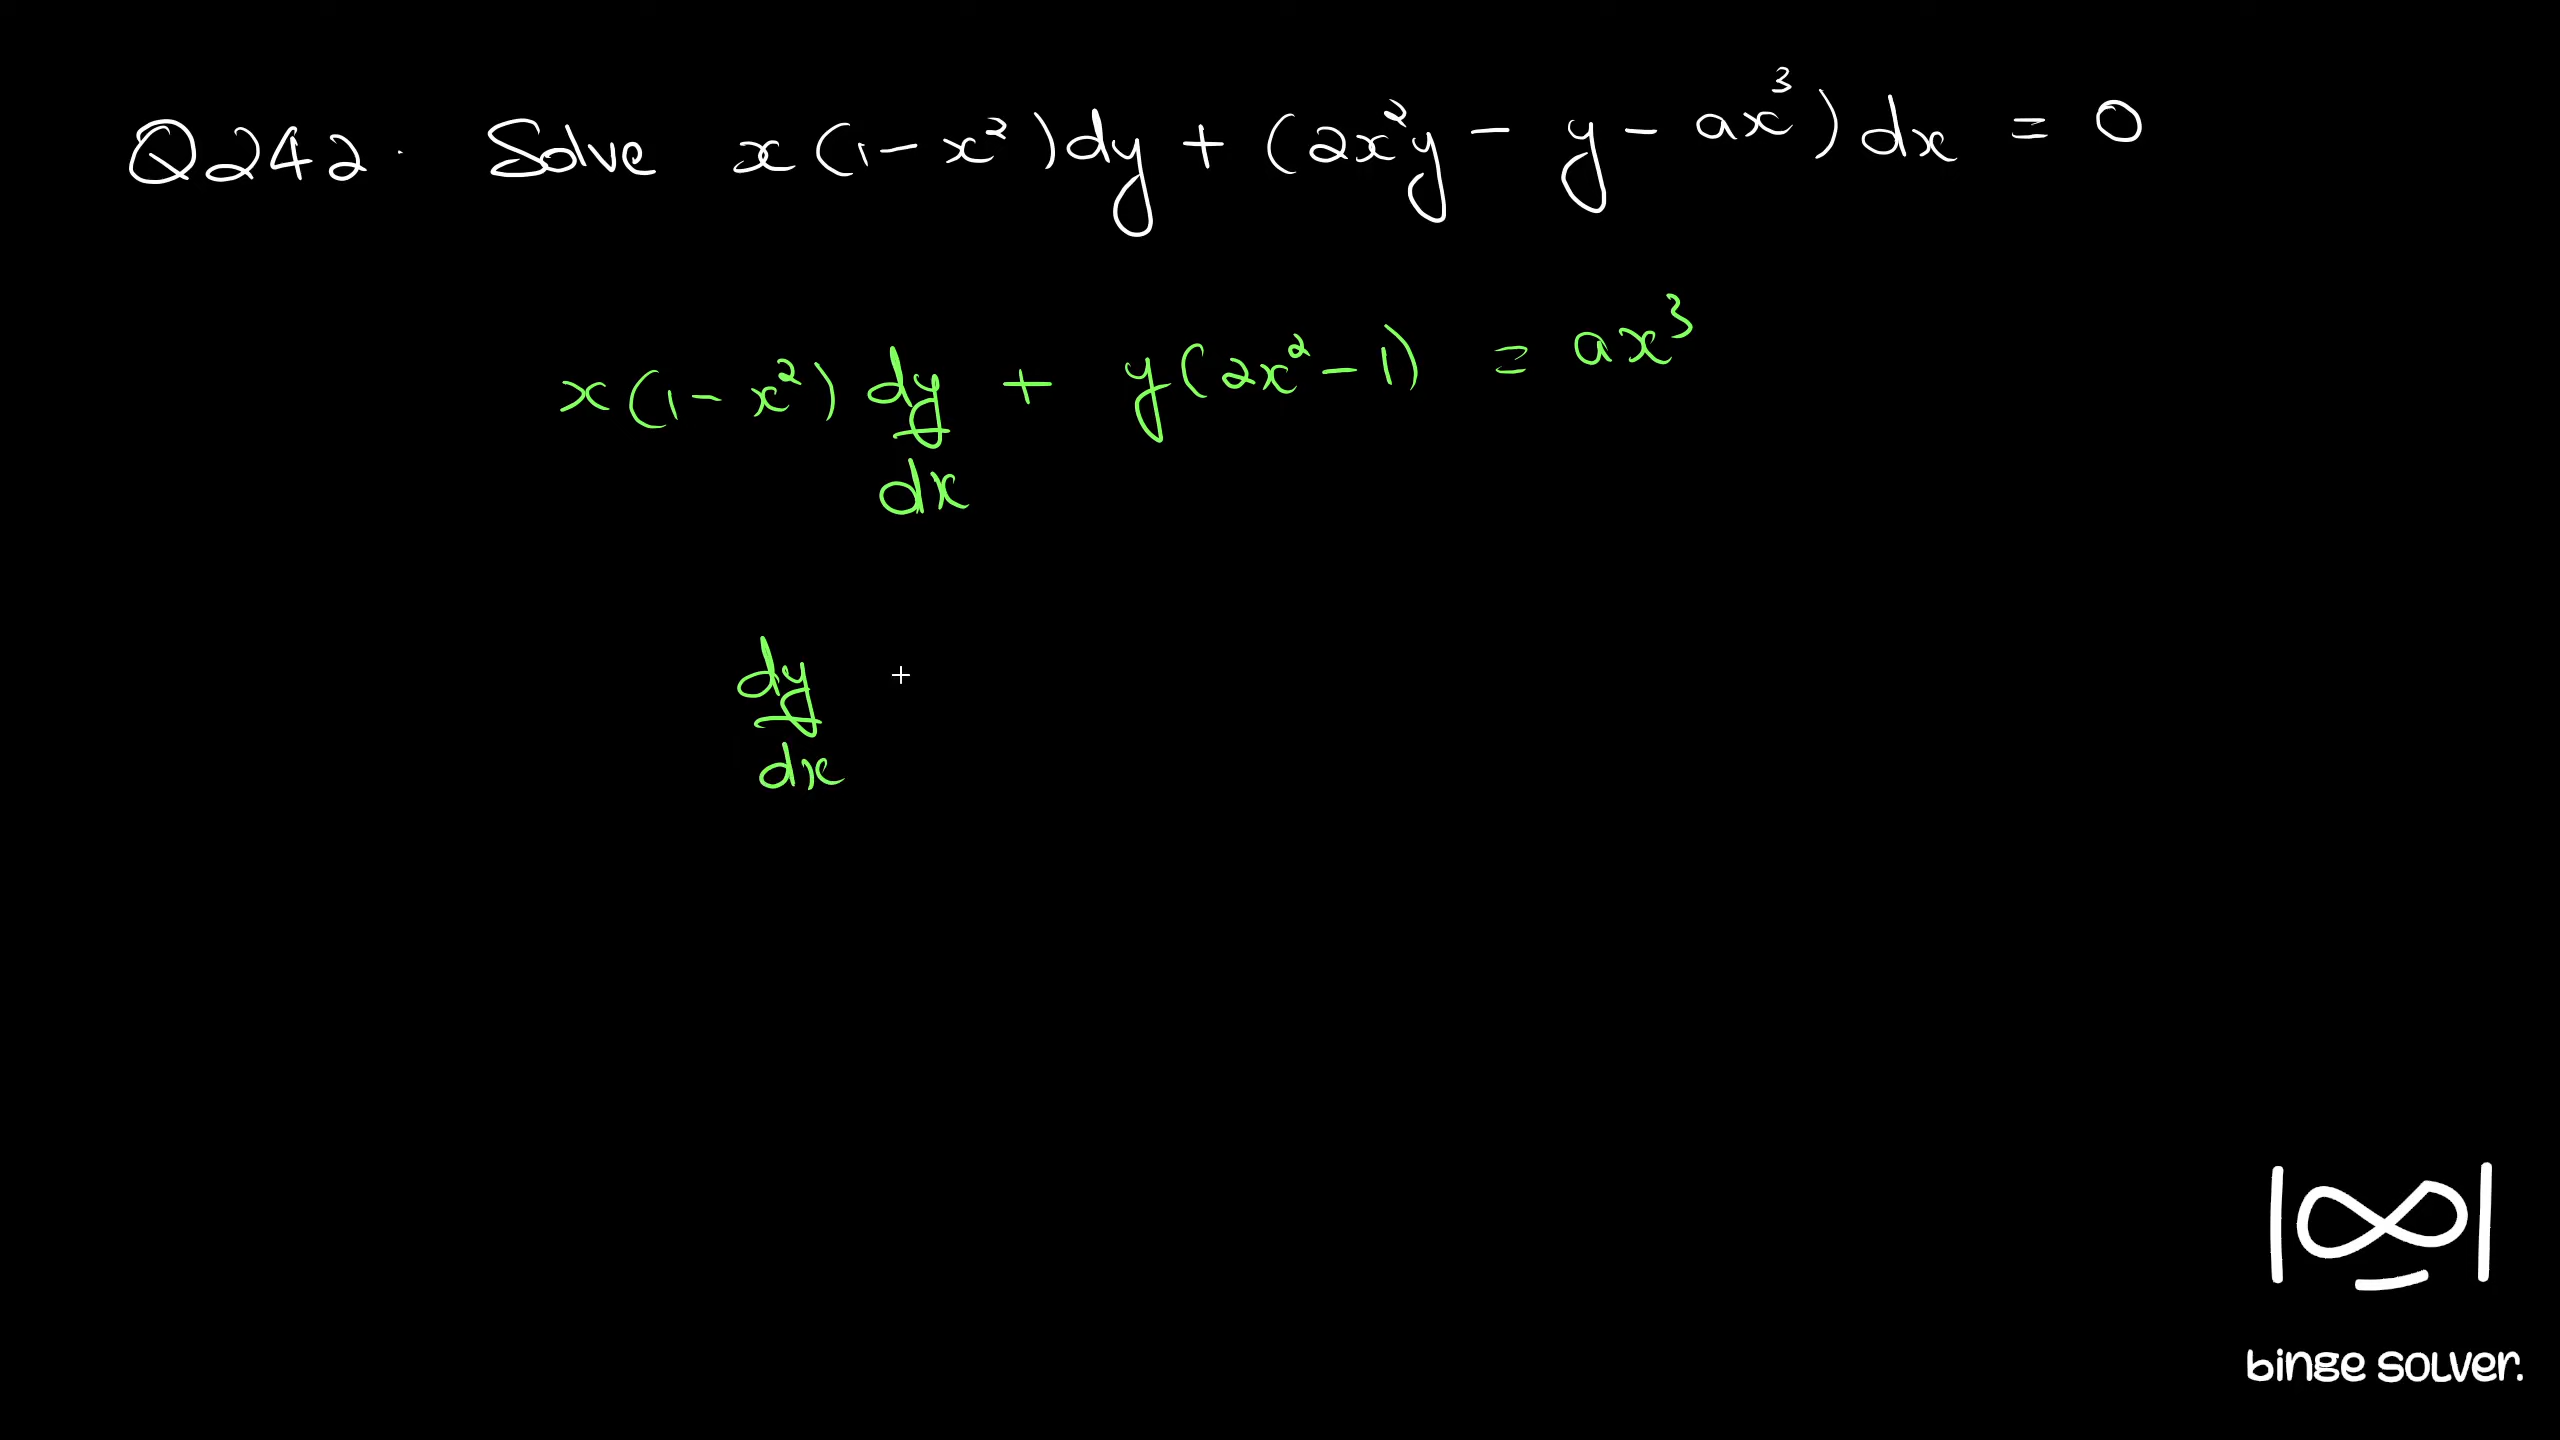 Q242. Solve x(1-x²)dy + (2x²y - y - ax³)dx = 0
x(1-x²) dy/dx + y(2x²-1) = ax³
dy/dx
binge solver.